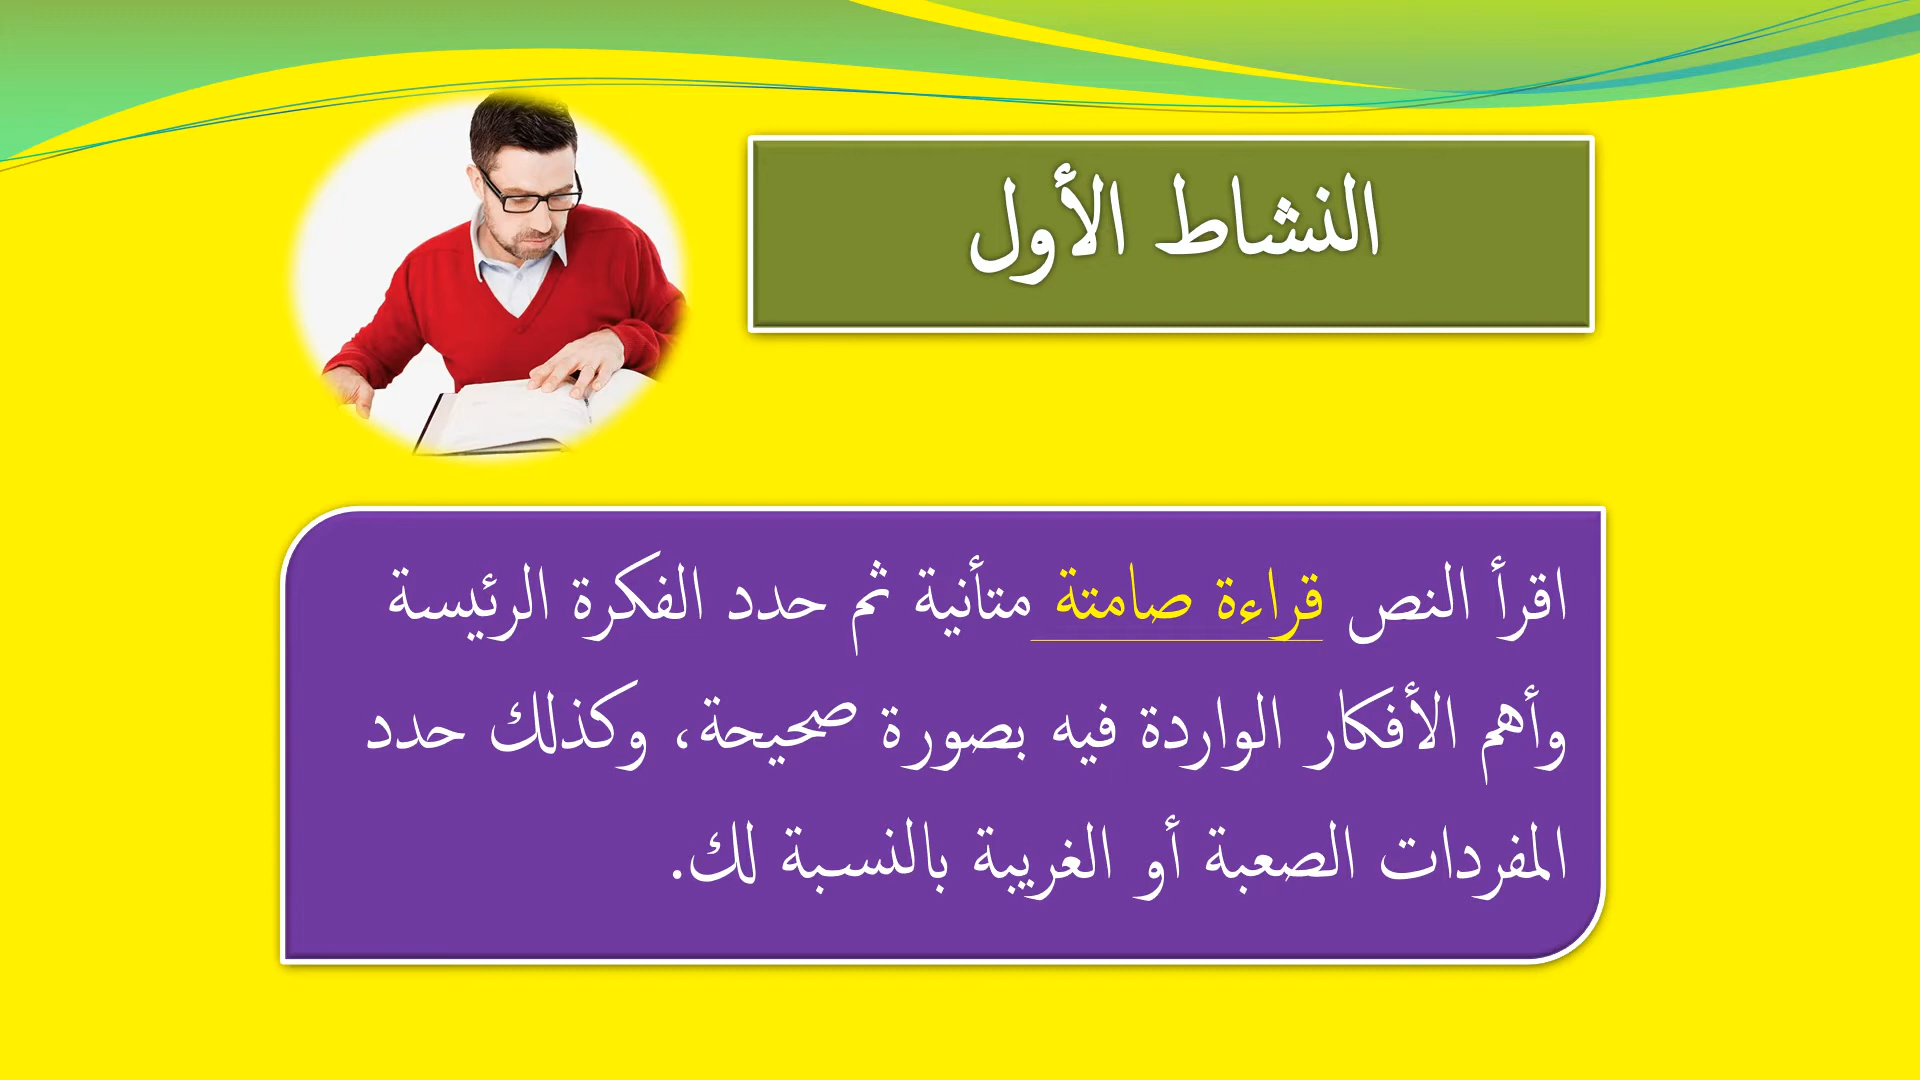 النشاط الأول
اقرأ النص قراءة صامتة متأنية ثم حدد الفكرة الرئيسة
وأهم الأفكار الواردة فيه بصورة صحيحة، وكذلك حدد
المفردات الصعبة أو الغريبة بالنسبة لك.